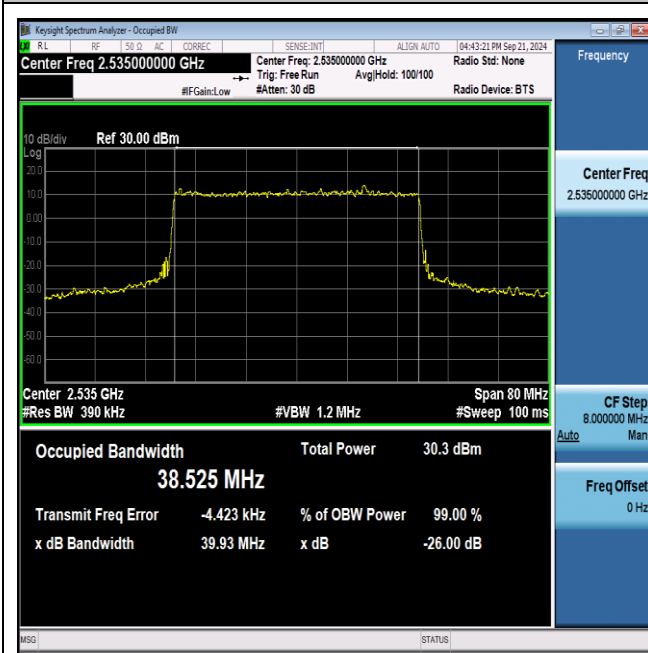 Keysight Spectrum Analyzer - Occupied BW
RL RF 50 Ω AC CORREC SENSE:INT ALIGN AUTO 04:43:21 PM Sep 21, 2024
Center Freq 2.535000000 GHz Center Freq: 2.535000000 GHz Radio Std: None
Trig: Free Run Avg|Hold: 100/100
#IFGain:Low #Atten: 30 dB Radio Device: BTS
10 dB/div Ref 30.00 dBm
Log
20.0
10.0
0.00
-10.0
-20.0
-30.0
-40.0
-50.0
-60.0
Center 2.535 GHz Span 80 MHz
#Res BW 390 kHz #VBW 1.2 MHz #Sweep 100 ms
Occupied Bandwidth Total Power 30.3 dBm
38.525 MHz
Transmit Freq Error -4.423 kHz % of OBW Power 99.00 %
x dB Bandwidth 39.93 MHz x dB -26.00 dB
MSG STATUS
Frequency
Center Freq
2.535000000 GHz
CF Step
8.000000 MHz
Auto Man
Freq Offset
0 Hz